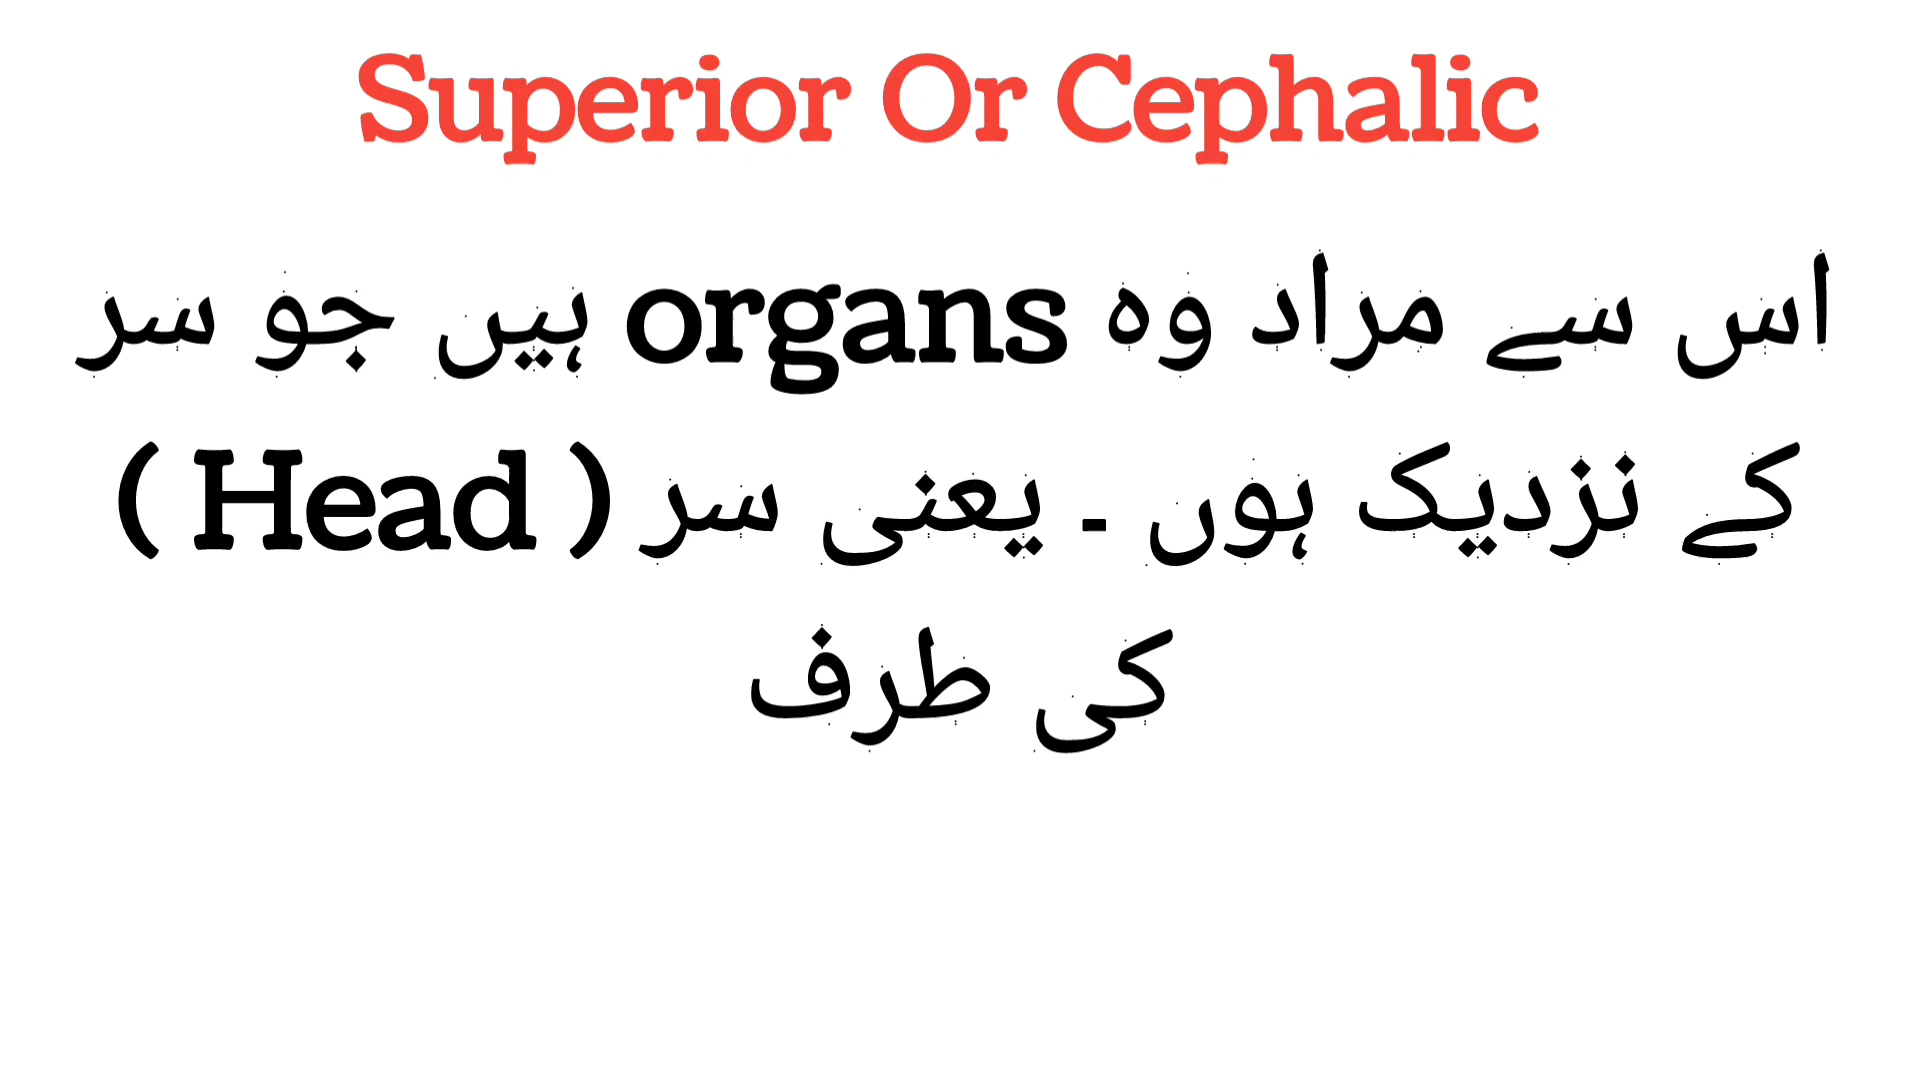 Superior Or Cephalic
اس سے مراد وہ organs ہیں جو سر
کے نزدیک ہوں ۔ یعنی سر ( Head )
کی طرف